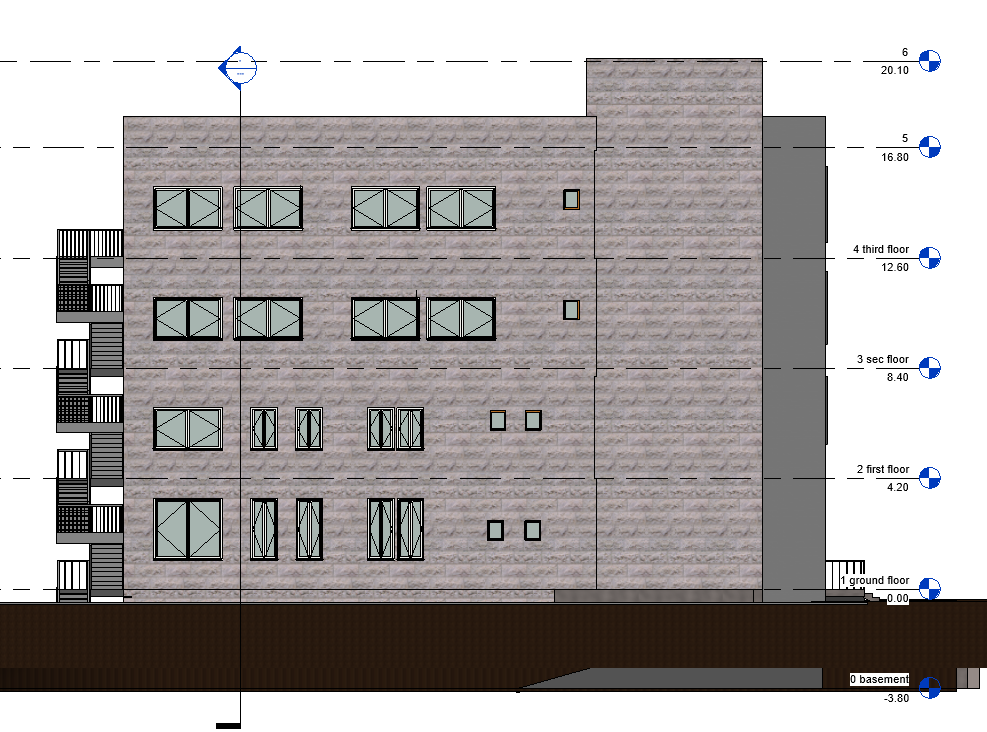 6
20.10
5
16.80
4 third floor
12.60
3 sec floor
8.40
2 first floor
4.20
1 ground floor
0.00
0 basement
-3.80